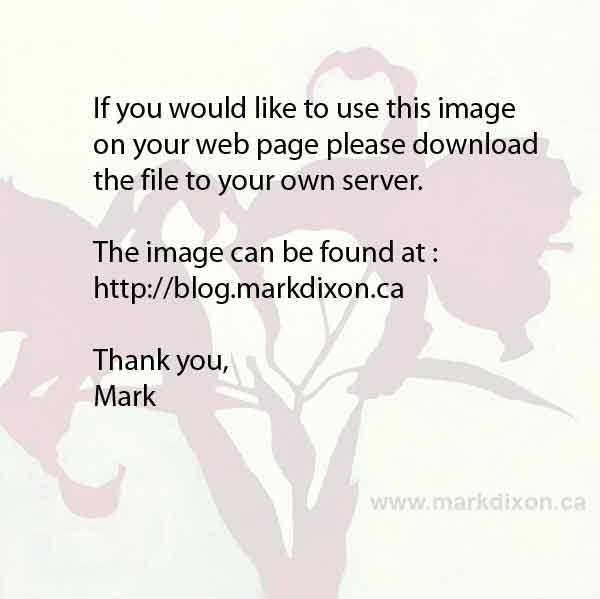 If you would like to use this image
on your web page please download
the file to your own server.
The image can be found at :
http://blog.markdixon.ca
Thank you,
Mark
www.markdixon.ca